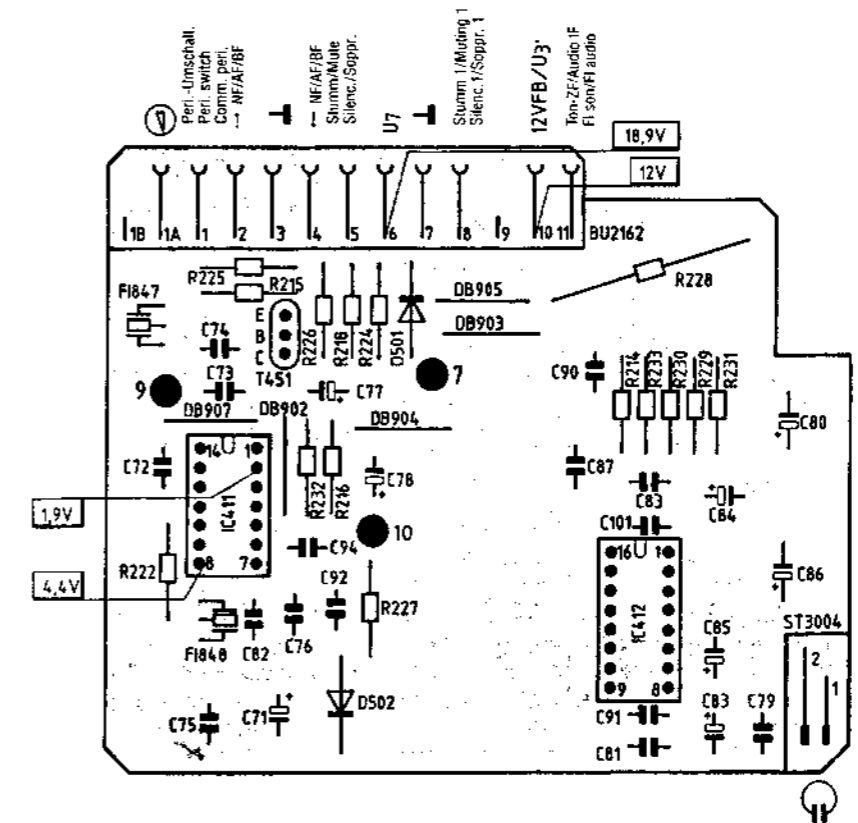 Peri.-Umschalt.
Peri. switch
Comm. peri.
→ NF/AF/BF
← NF/AF/BF
Stumm/Mute
Silenc./Soppr.
U7
Stumm 1/Muting 1
Silenc. 1/Soppr. 1
12VFB/U3'
Ton-ZF/Audio IF
FI son/FI audio
18,9V
12V
1B 1A 1 2 3 4 5 6 7 8 9 10 11 BU2162
R225
R215
FI847
C74
E
B
C
T451
R226
R218
R224
D501
DB905
DB903
R228
C73
9
C77
7
C90
R214
R233
R230
R229
R231
DB907
DB902
DB904
C80
C72
14 1
IC411
8 7
R232
R216
C78
C87
C83
C84
1,9V
C101
C94
10
16 1
IC412
9 8
4,4V
R222
C92
R227
C86
ST3004
FI848
C82
C76
C85
2
1
C75
C71
D502
C91
C83
C79
C81